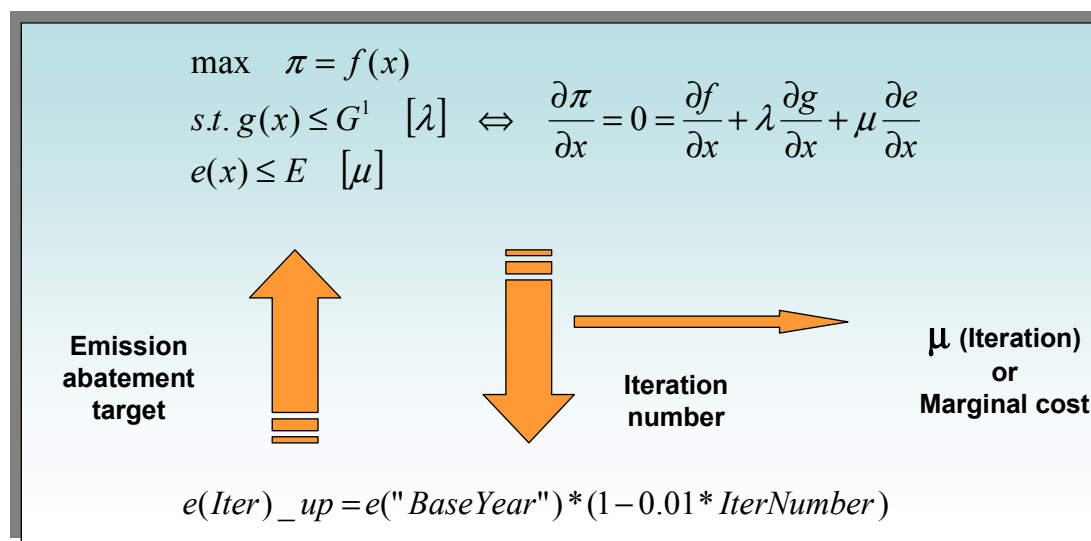 max π = f(x)
s.t. g(x) ≤ G¹ [λ] ⇔ ∂π/∂x = 0 = ∂f/∂x + λ ∂g/∂x + μ ∂e/∂x
e(x) ≤ E [μ]
Emission
abatement
target
Iteration
number
μ (Iteration)
or
Marginal cost
e(Iter)_up = e("BaseYear")*(1−0.01*IterNumber)